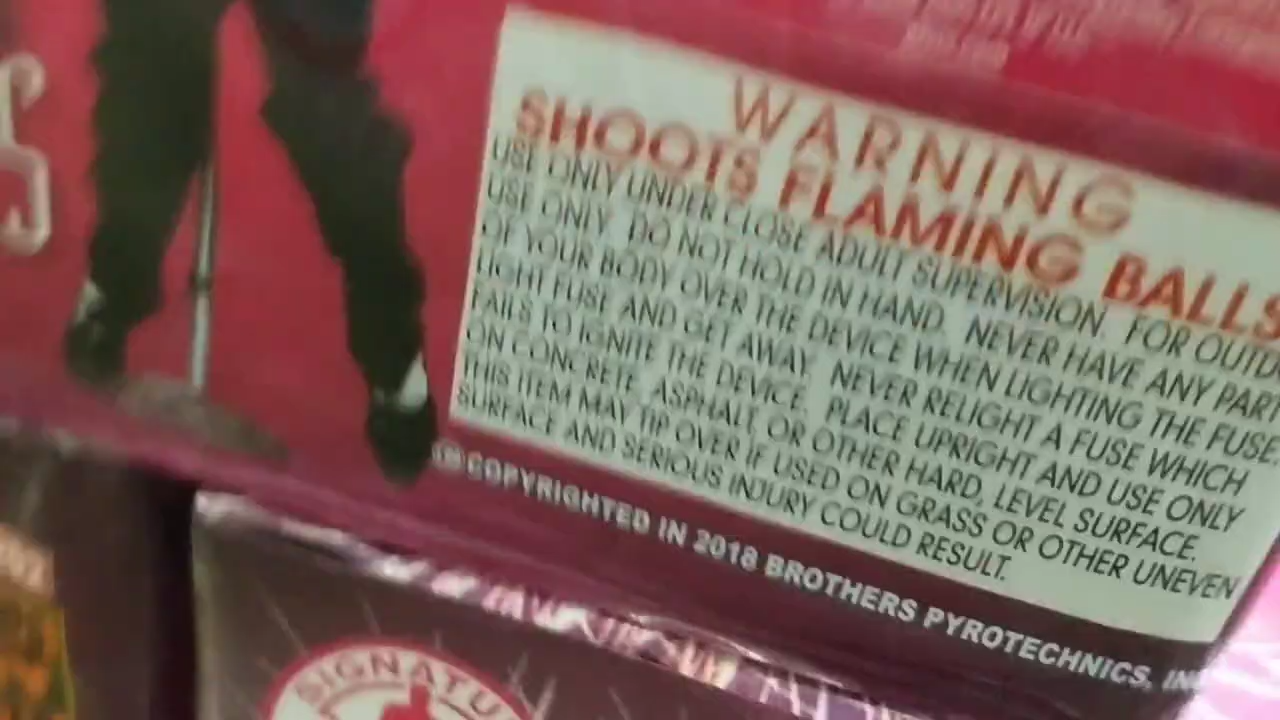 WARNING
SHOOTS FLAMING BALLS
USE ONLY UNDER CLOSE ADULT SUPERVISION. FOR OUTD
USE ONLY. DO NOT HOLD IN HAND. NEVER HAVE ANY PART
OF YOUR BODY OVER THE DEVICE WHEN LIGHTING THE FUSE.
LIGHT FUSE AND GET AWAY. NEVER RELIGHT A FUSE WHICH
FAILS TO IGNITE THE DEVICE. PLACE UPRIGHT AND USE ONLY
ON CONCRETE, ASPHALT, OR OTHER HARD, LEVEL SURFACE.
THIS ITEM MAY TIP OVER IF USED ON GRASS OR OTHER UNEVEN
SURFACE AND SERIOUS INJURY COULD RESULT.
COPYRIGHTED IN 2018 BROTHERS PYROTECHNICS, IN
SIGNATU